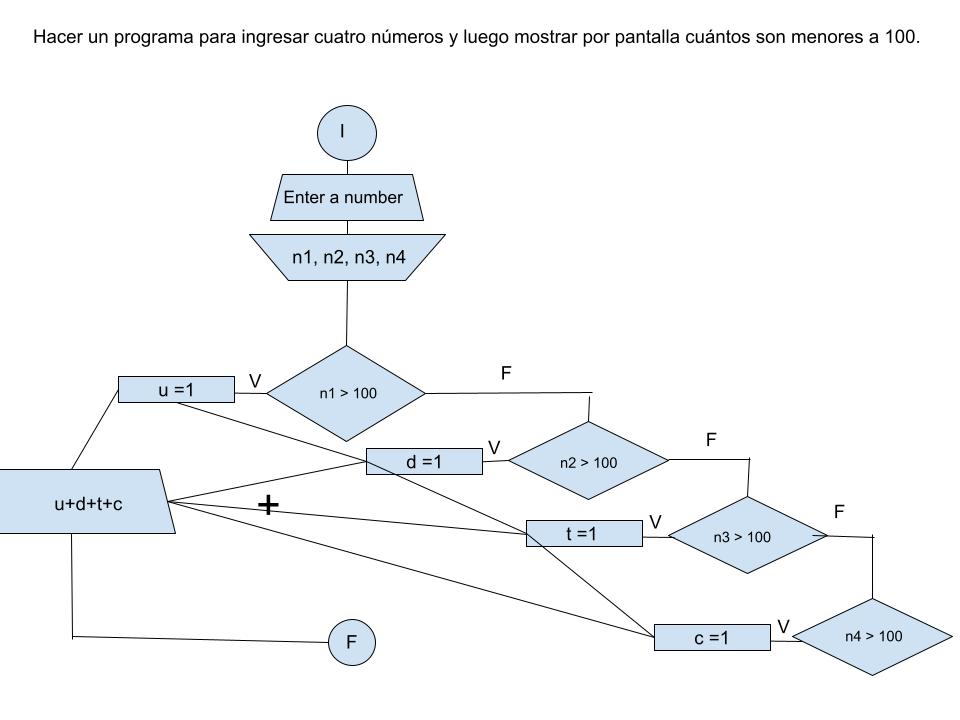 Hacer un programa para ingresar cuatro números y luego mostrar por pantalla cuántos son menores a 100.
I
Enter a number
n1, n2, n3, n4
u =1
V
n1 > 100
F
d =1
V
n2 > 100
F
u+d+t+c
+
t =1
V
n3 > 100
F
c =1
V
n4 > 100
F